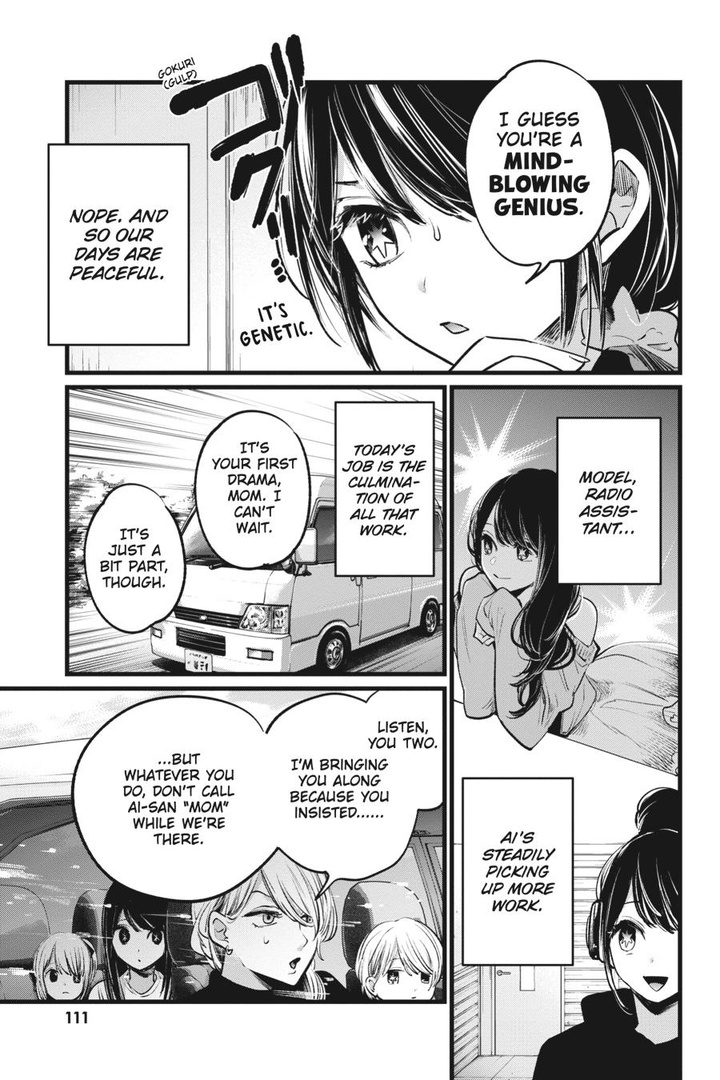 I GUESS
YOU'RE A
MIND-
BLOWING
GENIUS.
ゴクッ
GOKURI
(GULP)
IT'S
GENETIC.
NOPE. AND
SO OUR
DAYS ARE
PEACEFUL.
MODEL,
RADIO
ASSIS-
TANT...
AI'S
STEADILY
PICKING
UP MORE
WORK.
TODAY'S
JOB IS THE
CULMINA-
TION OF
ALL THAT
WORK.
IT'S
YOUR FIRST
DRAMA,
MOM. I
CAN'T
WAIT.
IT'S
JUST A
BIT PART,
THOUGH.
LISTEN,
YOU TWO.
I'M BRINGING
YOU ALONG
BECAUSE YOU
INSISTED......
...BUT
WHATEVER YOU
DO, DON'T CALL
AI-SAN “MOM”
WHILE WE'RE
THERE.
111